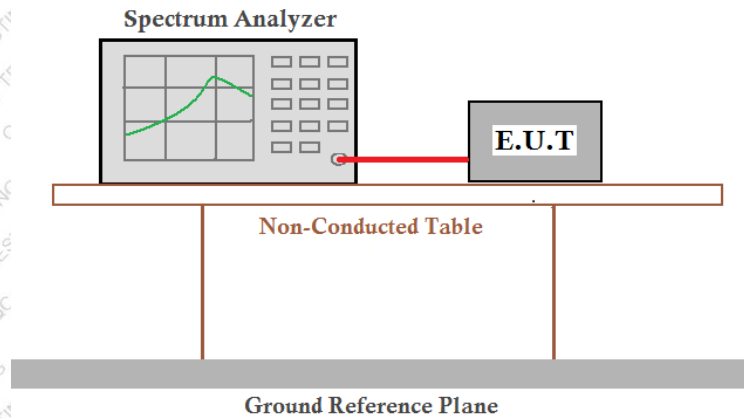 Spectrum Analyzer
E.U.T
Non-Conducted Table
Ground Reference Plane